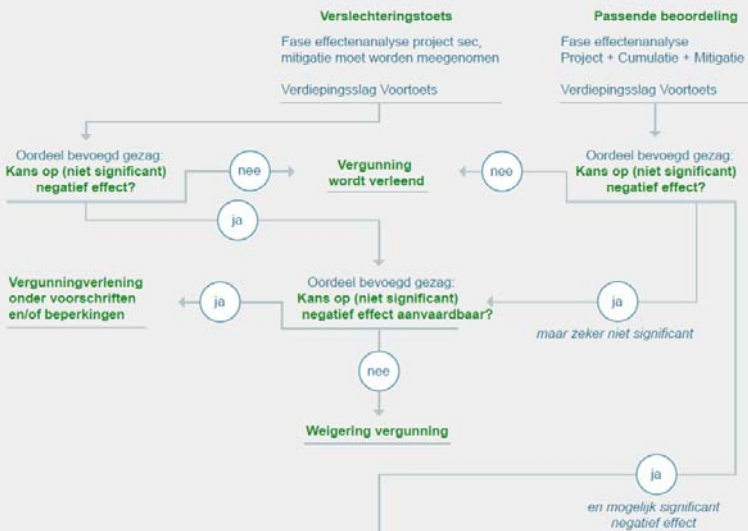 Verslechteringstoets
Fase effectenanalyse project sec,
mitigatie moet worden meegenomen
Verdiepingsslag Voortoets
Passende beoordeling
Fase effectenanalyse
Project + Cumulatie + Mitigatie
Verdiepingsslag Voortoets
Oordeel bevoegd gezag:
Kans op (niet significant)
negatief effect?
nee
Vergunning
wordt verleend
nee
Oordeel bevoegd gezag:
Kans op (niet significant)
negatief effect?
ja
Vergunningverlening
onder voorschriften
en/of beperkingen
ja
Oordeel bevoegd gezag:
Kans op (niet significant)
negatief effect aanvaardbaar?
ja
maar zeker niet significant
nee
Weigering vergunning
ja
en mogelijk significant
negatief effect